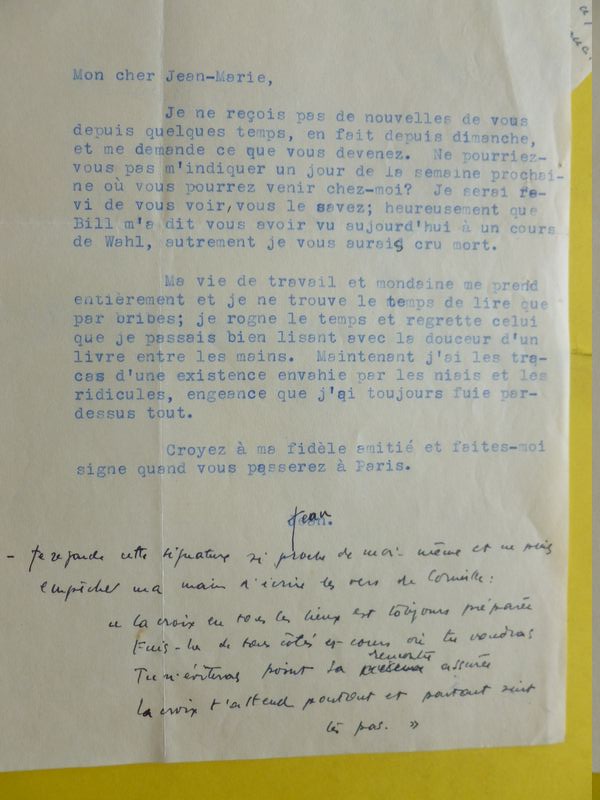 Mon cher Jean-Marie,
Je ne reçois pas de nouvelles de vous
depuis quelques temps, en fait depuis dimanche,
et me demande ce que vous devenez. Ne pourriez-
vous pas m'indiquer un jour de la semaine prochai-
ne où vous pourrez venir chez-moi? Je serai ra-
vi de vous voir,vous le savez; heureusement que
Bill m'a dit vous avoir vu aujourd'hui à un cours
de Wahl, autrement je vous aurais cru mort.
Ma vie de travail et mondaine me prend
entièrement et je ne trouve le temps de lire que
par bribes; je rogne le temps et regrette celui
que je passais bien lisant avec la douceur d'un
livre entre les mains. Maintenant j'ai les tra-
cas d'une existence envahie par les niais et les
ridicules, engeance que j'ai toujours fuie par-
dessus tout.
Croyez à ma fidèle amitié et faites-moi
signe quand vous passerez à Paris.
Jean.
- Je regarde cette signature si proche de moi-même et ne puis
empêcher ma main d'écrire les vers de Corneille:
« La croix en tous les lieux est toujours préparée
Fuis-la de tous côtés et cours où tu voudras
Tu n'éviteras point sa rencontre assurée
La croix t'attend partout et partout suit
tes pas. »